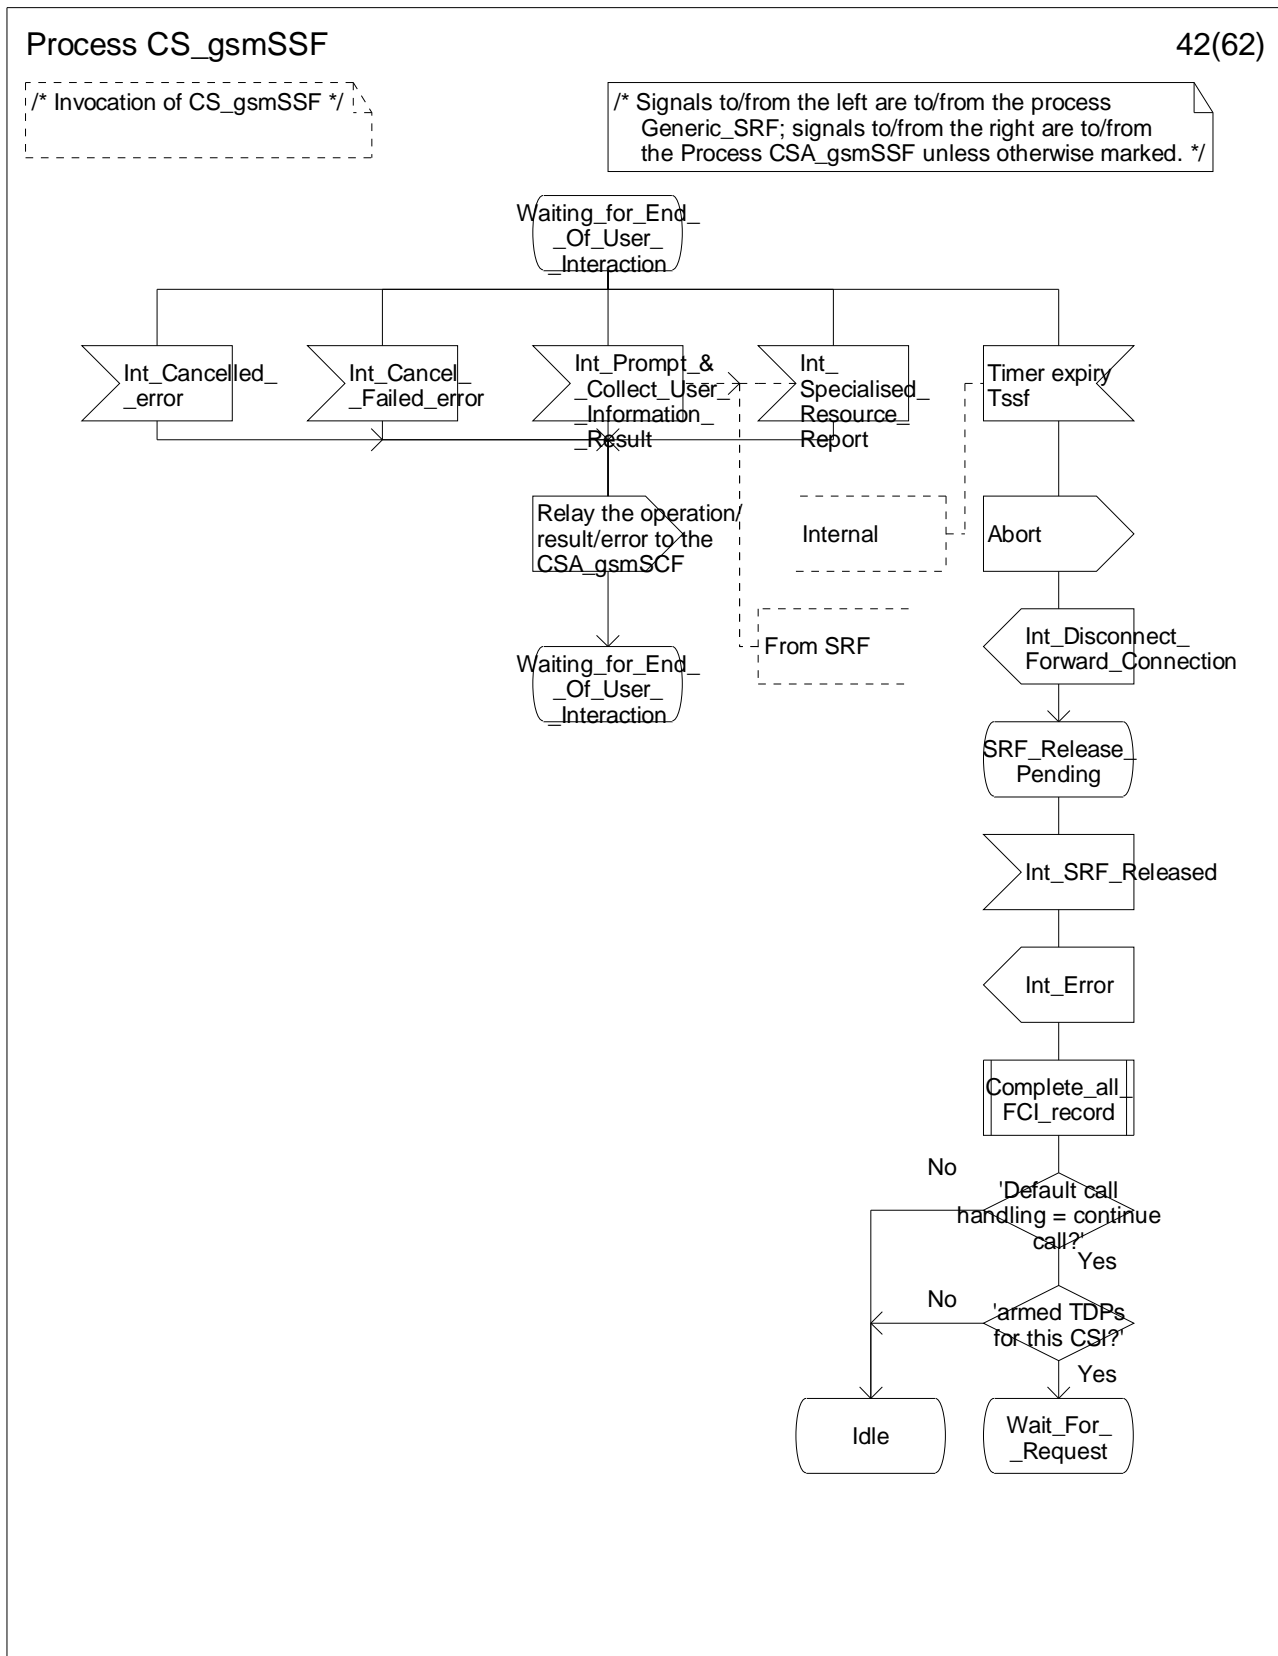 Process CS_gsmSSF
42(62)
/* Invocation of CS_gsmSSF */
/* Signals to/from the left are to/from the process
Generic_SRF; signals to/from the right are to/from
the Process CSA_gsmSSF unless otherwise marked. */
Waiting_for_End_
_Of_User_
_Interaction
Int_Cancelled_
_error
Int_Cancel_
_Failed_error
Int_Prompt_&
_Collect_User_
_Information_
_Result
Int_
Specialised_
Resource_
Report
Timer expiry
Tssf
Relay the operation/
result/error to the
CSA_gsmSCF
Internal
Abort
Waiting_for_End_
_Of_User_
_Interaction
From SRF
Int_Disconnect_
Forward_Connection
SRF_Release_
Pending
Int_SRF_Released
Int_Error
Complete_all_
FCI_record
No
'Default call
handling = continue
call?'
Yes
No
'armed TDPs
for this CSI?'
Yes
Idle
Wait_For_
_Request